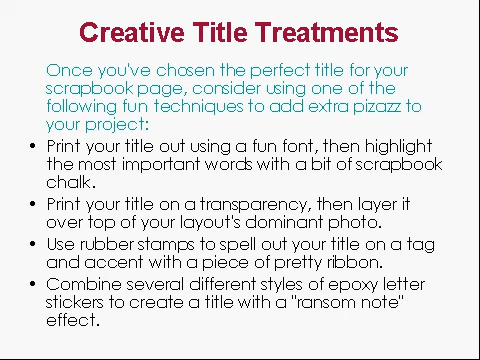 Creative Title Treatments
Once you've chosen the perfect title for your
scrapbook page, consider using one of the
following fun techniques to add extra pizazz to
your project:
• Print your title out using a fun font, then highlight
the most important words with a bit of scrapbook
chalk.
• Print your title on a transparency, then layer it
over top of your layout's dominant photo.
• Use rubber stamps to spell out your title on a tag
and accent with a piece of pretty ribbon.
• Combine several different styles of epoxy letter
stickers to create a title with a "ransom note"
effect.